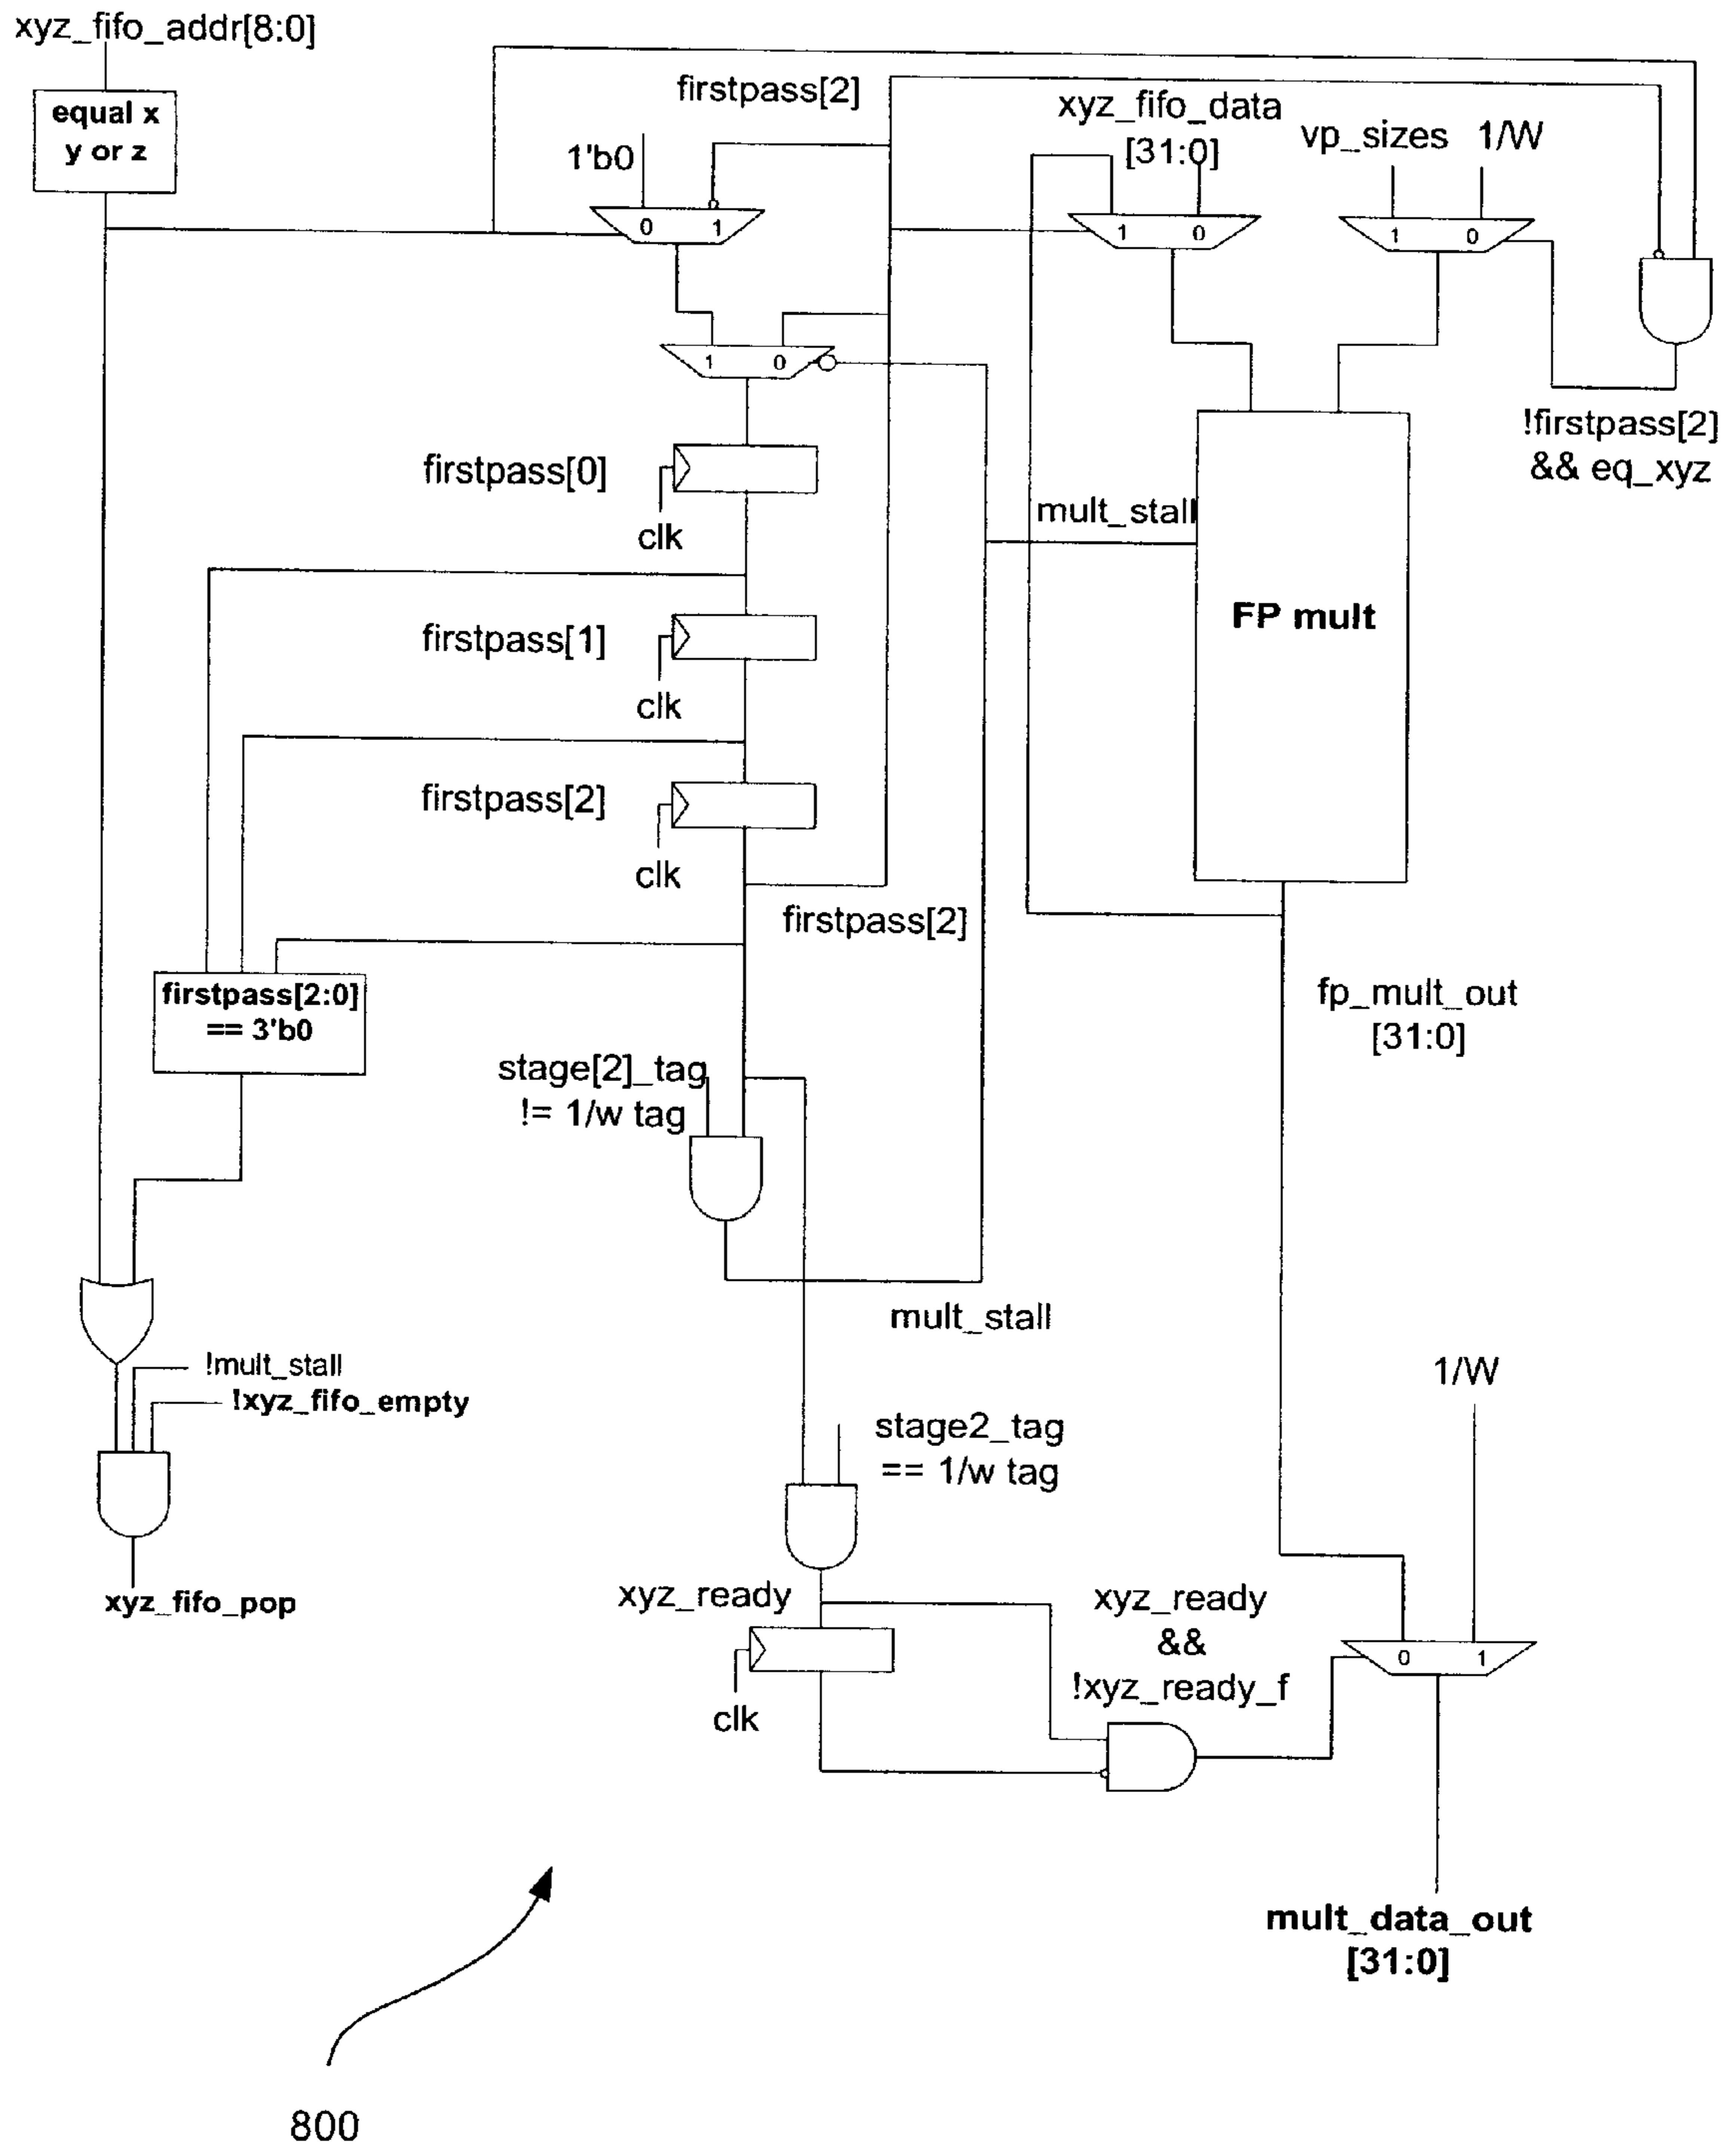 xyz_fifo_addr[8:0]
equal x
y or z
firstpass[2]
1'b0
0 1
xyz_fifo_data
[31:0]
vp_sizes 1/W
1 0
1 0
1 0
!firstpass[2]
&& eq_xyz
firstpass[0]
clk
mult_stall
FP mult
firstpass[1]
clk
firstpass[2]
clk
firstpass[2]
firstpass[2:0]
== 3'b0
fp_mult_out
[31:0]
stage[2]_tag
!= 1/w tag
mult_stall
!mult_stall
!xyz_fifo_empty
xyz_fifo_pop
1/W
stage2_tag
== 1/w tag
xyz_ready
clk
xyz_ready
&&
!xyz_ready_f
0 1
mult_data_out
[31:0]
800